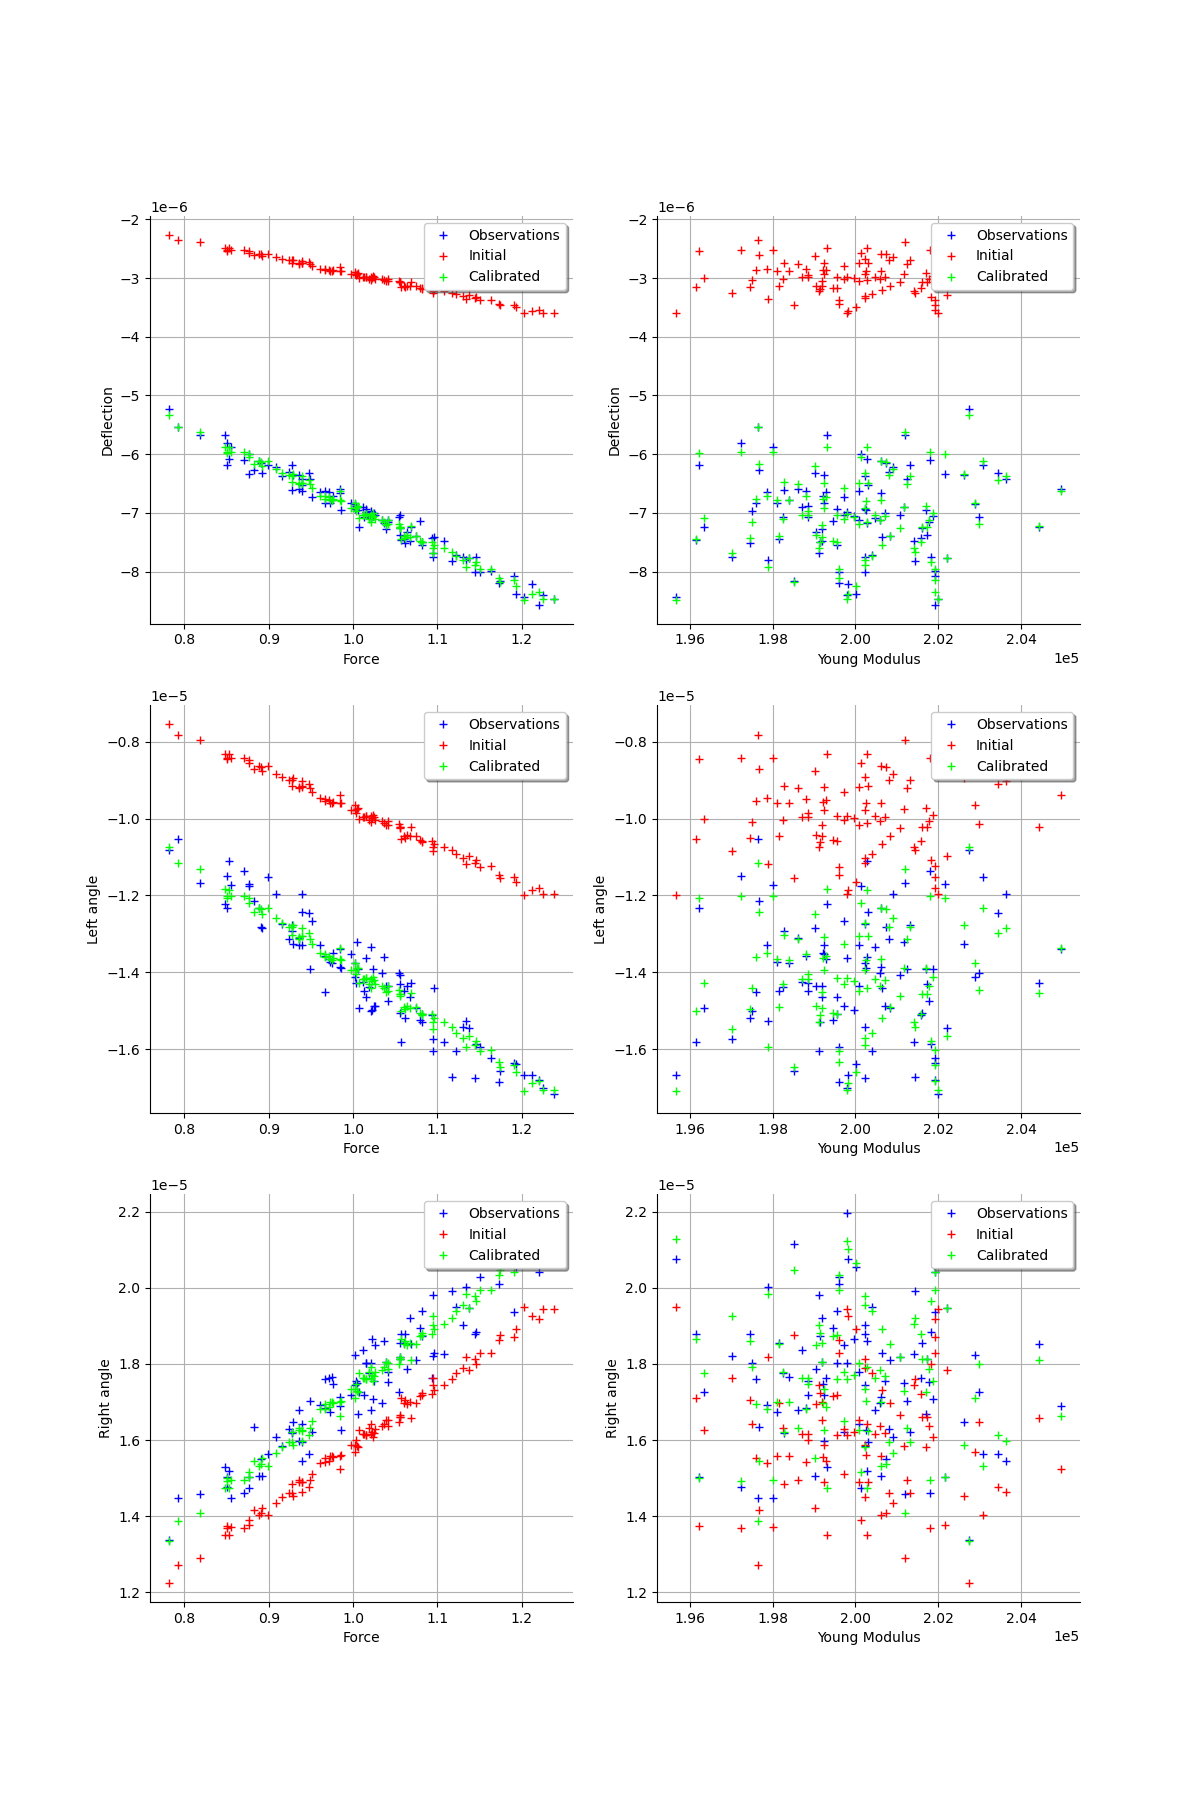 1e−6
−2
−3
−4
−5
−6
−7
−8
Deflection
0.8 0.9 1.0 1.1 1.2
Force
Observations
Initial
Calibrated
1e−6
−2
−3
−4
−5
−6
−7
−8
Deflection
1.96 1.98 2.00 2.02 2.04
Young Modulus
1e5
Observations
Initial
Calibrated
1e−5
−0.8
−1.0
−1.2
−1.4
−1.6
Left angle
0.8 0.9 1.0 1.1 1.2
Force
Observations
Initial
Calibrated
1e−5
−0.8
−1.0
−1.2
−1.4
−1.6
Left angle
1.96 1.98 2.00 2.02 2.04
Young Modulus
1e5
Observations
Initial
Calibrated
1e−5
2.2
2.0
1.8
1.6
1.4
1.2
Right angle
0.8 0.9 1.0 1.1 1.2
Force
Observations
Initial
Calibrated
1e−5
2.2
2.0
1.8
1.6
1.4
1.2
Right angle
1.96 1.98 2.00 2.02 2.04
Young Modulus
1e5
Observations
Initial
Calibrated